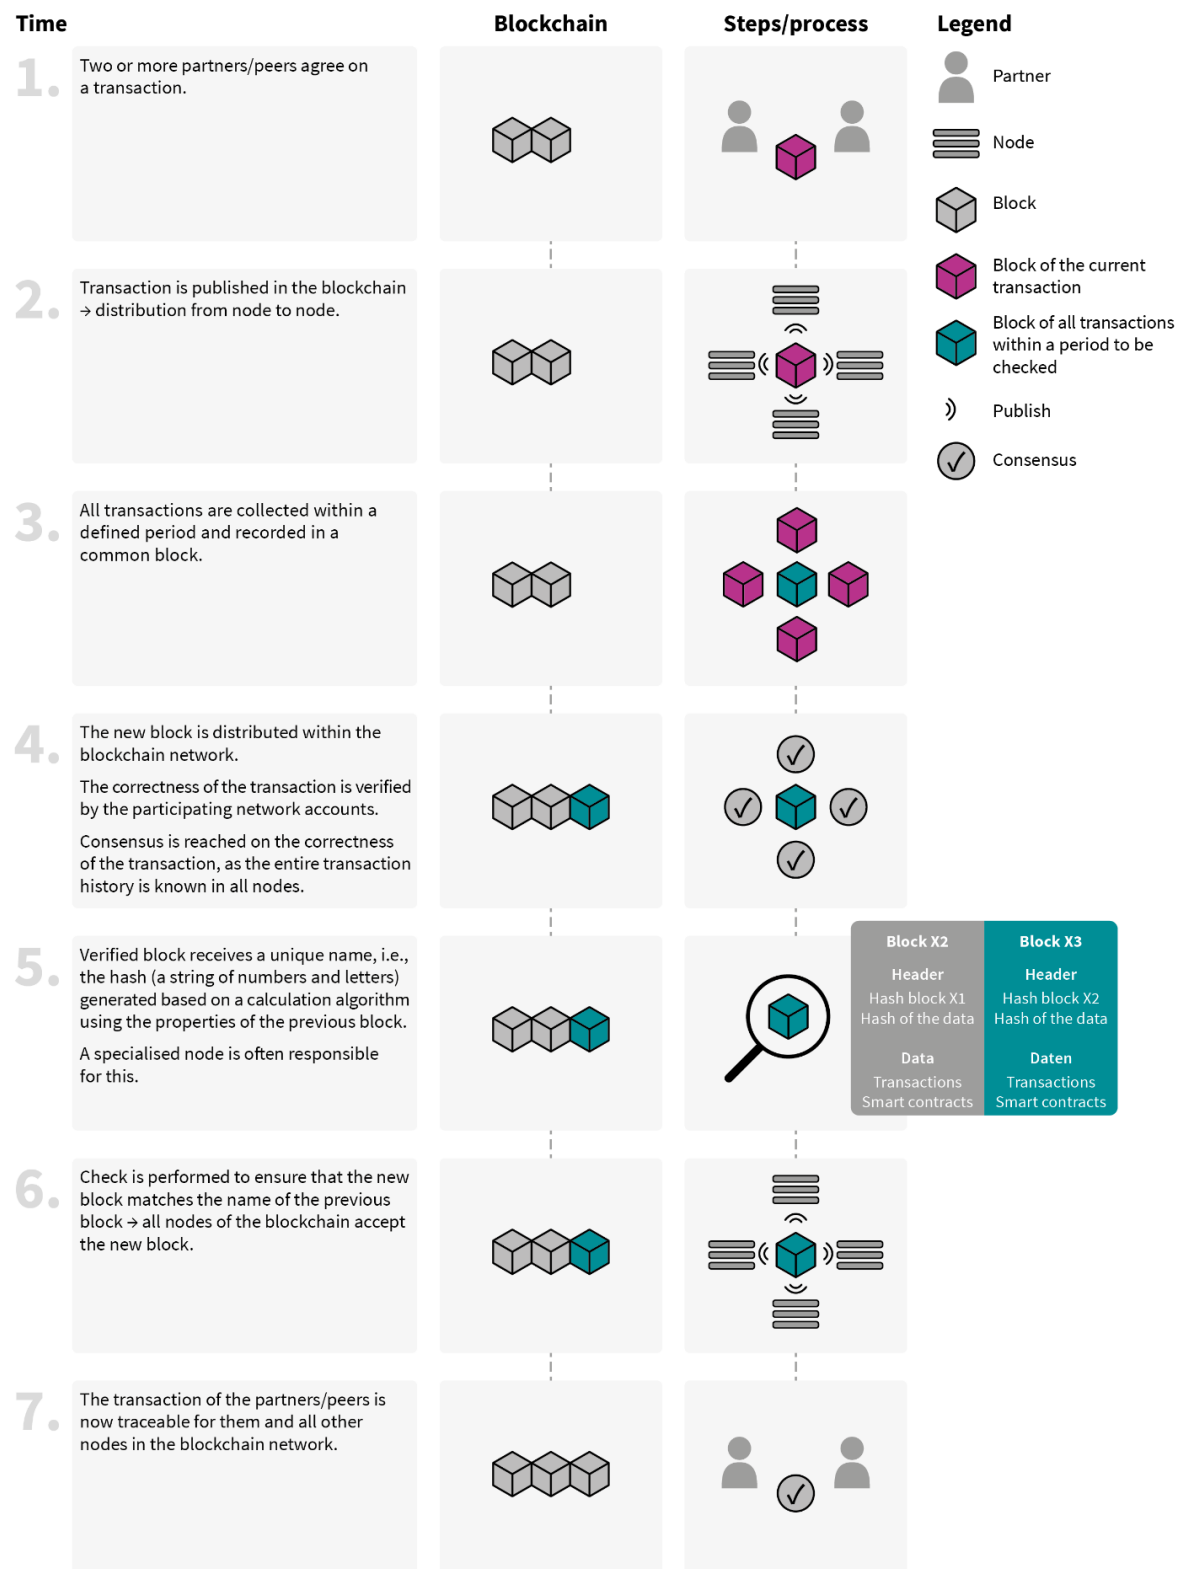 Time
Blockchain
Steps/process
Legend
1.
Two or more partners/peers agree on
a transaction.
Partner
Node
Block
Block of the current
transaction
Block of all transactions
within a period to be
checked
Publish
Consensus
2.
Transaction is published in the blockchain
→ distribution from node to node.
3.
All transactions are collected within a
defined period and recorded in a
common block.
4.
The new block is distributed within the
blockchain network.
The correctness of the transaction is verified
by the participating network accounts.
Consensus is reached on the correctness
of the transaction, as the entire transaction
history is known in all nodes.
5.
Verified block receives a unique name, i.e.,
the hash (a string of numbers and letters)
generated based on a calculation algorithm
using the properties of the previous block.
A specialised node is often responsible
for this.
Block X2
Header
Hash block X1
Hash of the data
Data
Transactions
Smart contracts
Block X3
Header
Hash block X2
Hash of the data
Daten
Transactions
Smart contracts
6.
Check is performed to ensure that the new
block matches the name of the previous
block → all nodes of the blockchain accept
the new block.
7.
The transaction of the partners/peers is
now traceable for them and all other
nodes in the blockchain network.